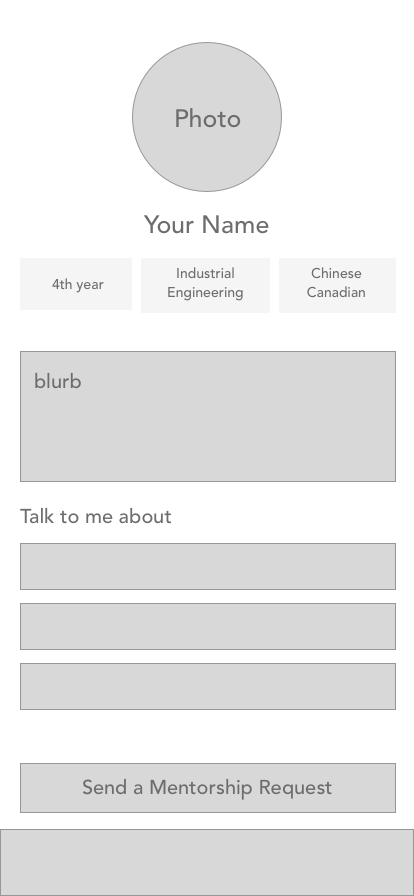 Photo
Your Name
4th year
Industrial
Engineering
Chinese
Canadian
blurb
Talk to me about
Send a Mentorship Request